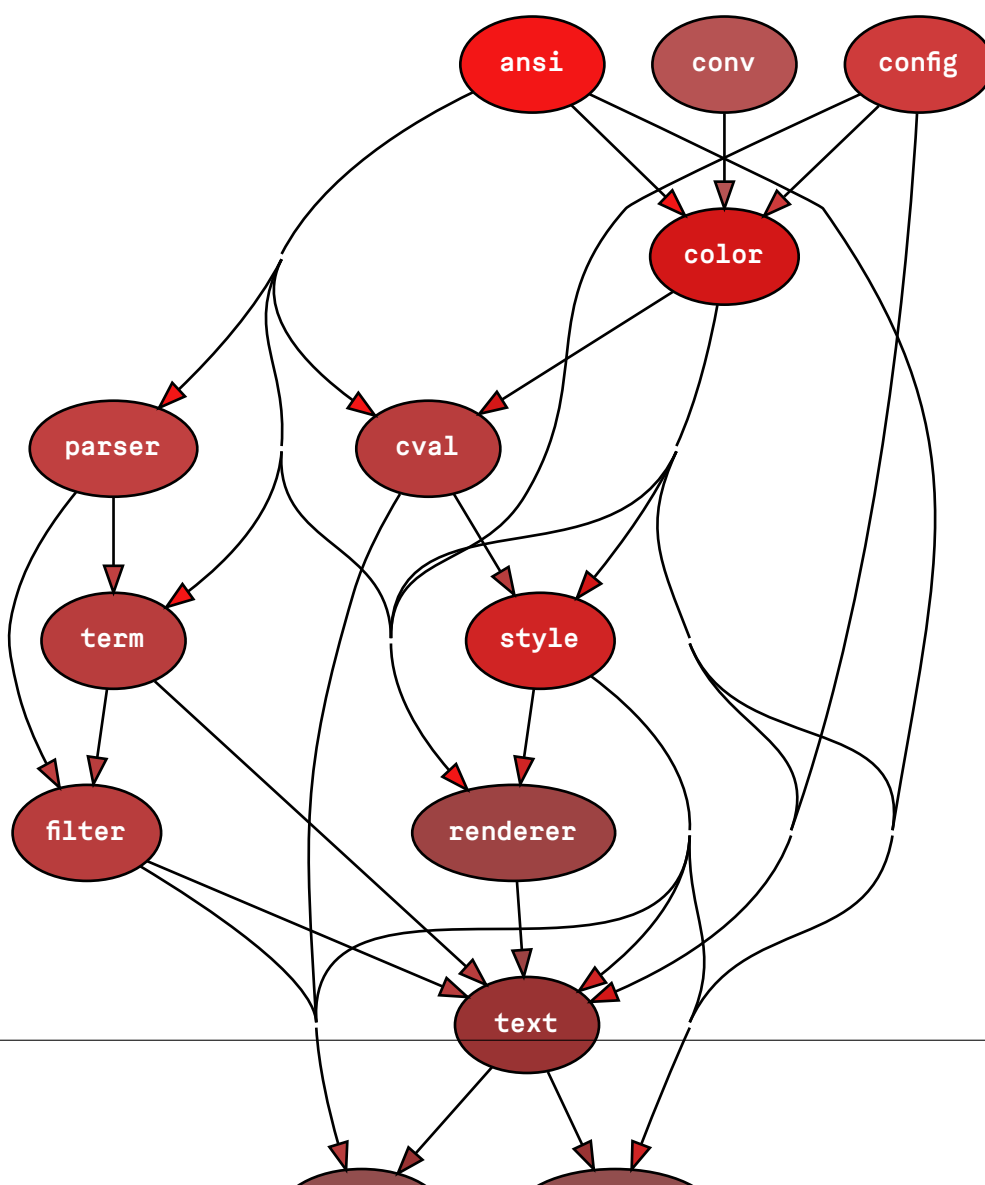 ansi conv config
color
parser cval
term style
filter renderer
text